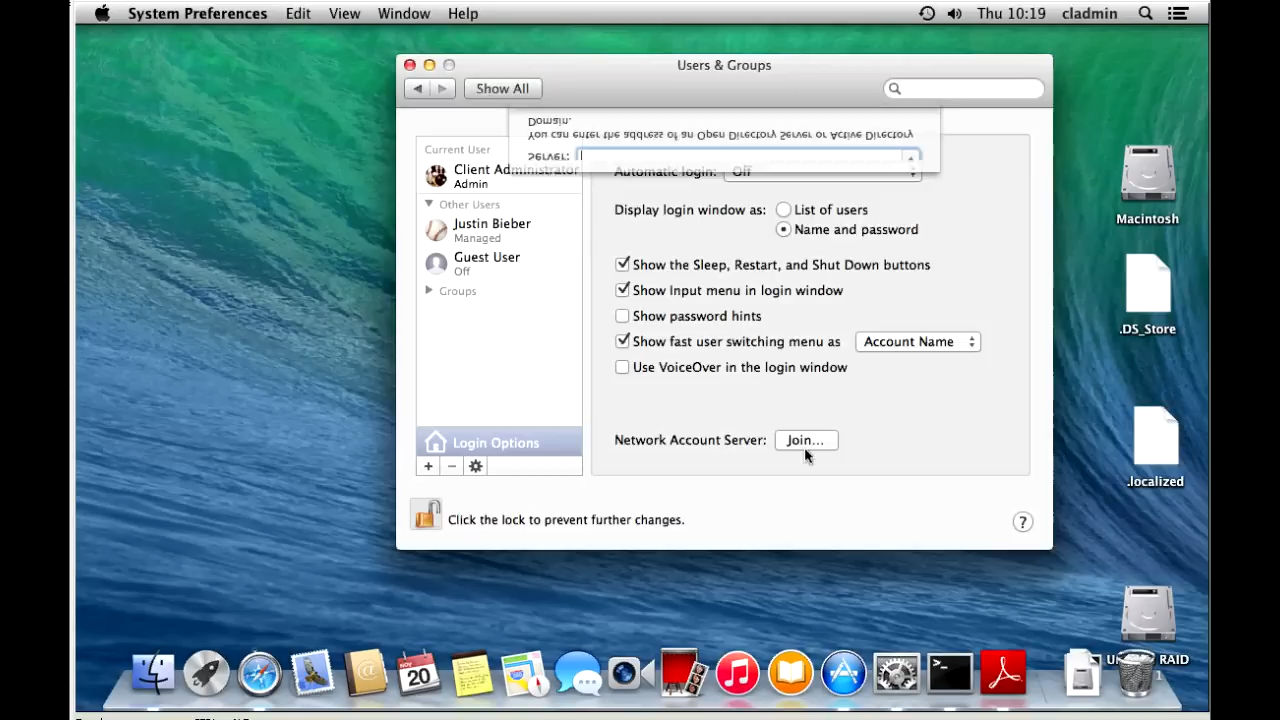 System Preferences Edit View Window Help Thu 10:19 cladmin
Users & Groups
Show All
Domain.
You can enter the address of an Open Directory Server or Active Directory
Server:
Current User
Client Administrator
Admin
Other Users
Justin Bieber
Managed
Guest User
Off
Groups
Login Options
Automatic login: Off
Display login window as: List of users
Name and password
Show the Sleep, Restart, and Shut Down buttons
Show Input menu in login window
Show password hints
Show fast user switching menu as Account Name
Use VoiceOver in the login window
Network Account Server: Join...
Click the lock to prevent further changes.
?
Macintosh
.DS_Store
.localized
RAID
NOV
20